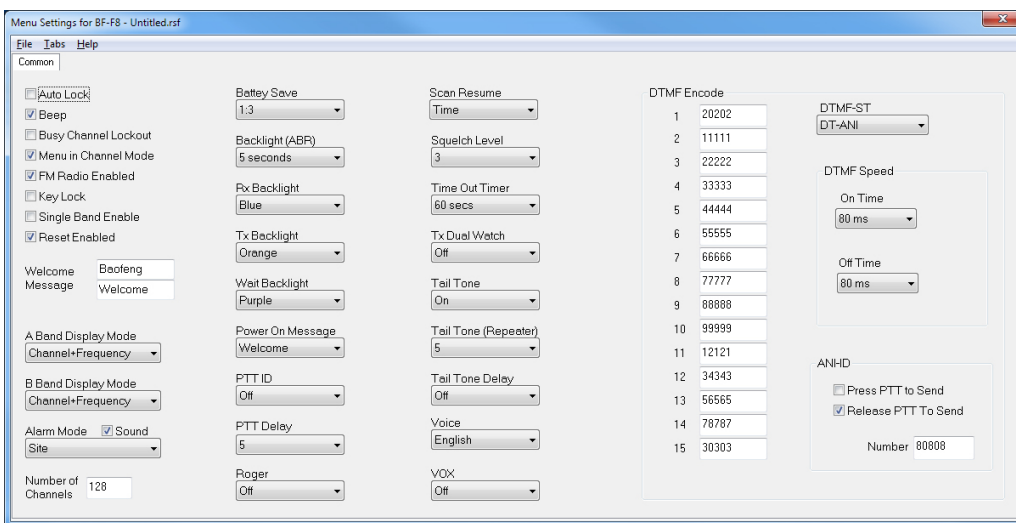 Menu Settings for BF-F8 - Untitled.rsf
File Tabs Help
Common
Auto Lock
Beep
Busy Channel Lockout
Menu in Channel Mode
FM Radio Enabled
Key Lock
Single Band Enable
Reset Enabled
Welcome Message
Baofeng
Welcome
A Band Display Mode
Channel+Frequency
B Band Display Mode
Channel+Frequency
Alarm Mode Sound
Site
Number of Channels
128
Battey Save
1:3
Backlight (ABR)
5 seconds
Rx Backlight
Blue
Tx Backlight
Orange
Wait Backlight
Purple
Power On Message
Welcome
PTT ID
Off
PTT Delay
5
Roger
Off
Scan Resume
Time
Squelch Level
3
Time Out Timer
60 secs
Tx Dual Watch
Off
Tail Tone
On
Tail Tone (Repeater)
5
Tail Tone Delay
Off
Voice
English
VOX
Off
DTMF Encode
1 20202
2 11111
3 22222
4 33333
5 44444
6 55555
7 66666
8 77777
9 88888
10 99999
11 12121
12 34343
13 56565
14 78787
15 30303
DTMF-ST
DT-ANI
DTMF Speed
On Time
80 ms
Off Time
80 ms
ANI-ID
Press PTT to Send
Release PTT To Send
Number 80808